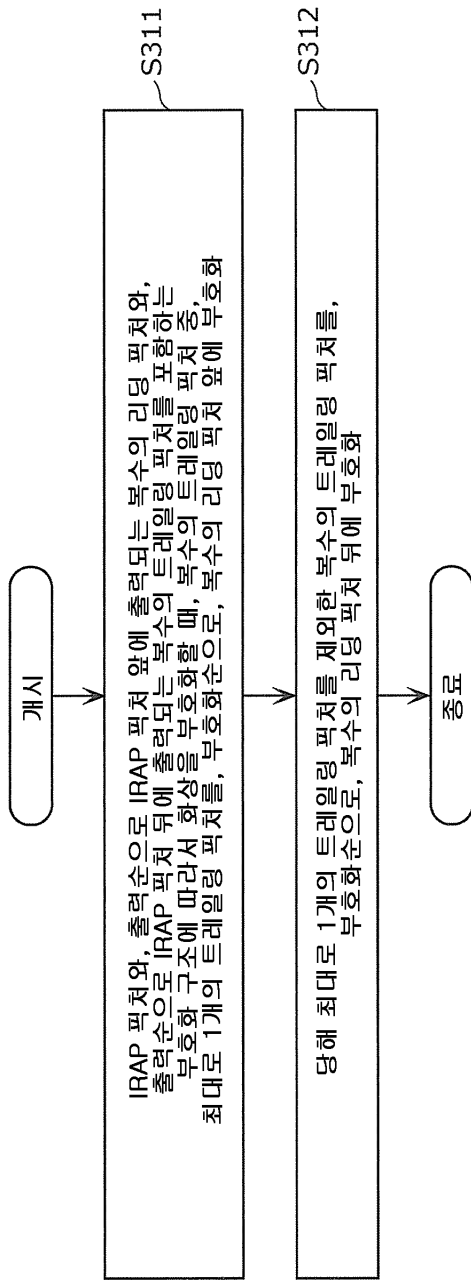 개시
IRAP 픽처와, 출력순으로 IRAP 픽처 앞에 출력되는 복수의 리딩 픽처와,
출력순으로 IRAP 픽처 뒤에 출력되는 복수의 트레일링 픽처를 포함하는
부호화 구조에 따라서 화상을 부호화할 때, 복수의 트레일링 픽처 중,
최대로 1개의 트레일링 픽처를, 부호화순으로, 복수의 리딩 픽처 앞에 부호화
S311
당해 최대로 1개의 트레일링 픽처를 제외한 복수의 트레일링 픽처를,
부호화순으로, 복수의 리딩 픽처 뒤에 부호화
S312
종료